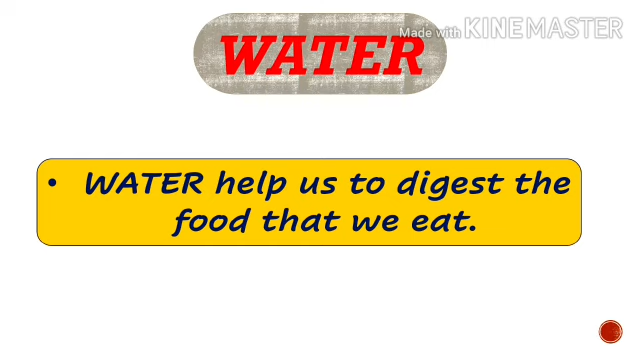 Made with KINEMASTER
WATER
• WATER help us to digest the
food that we eat.